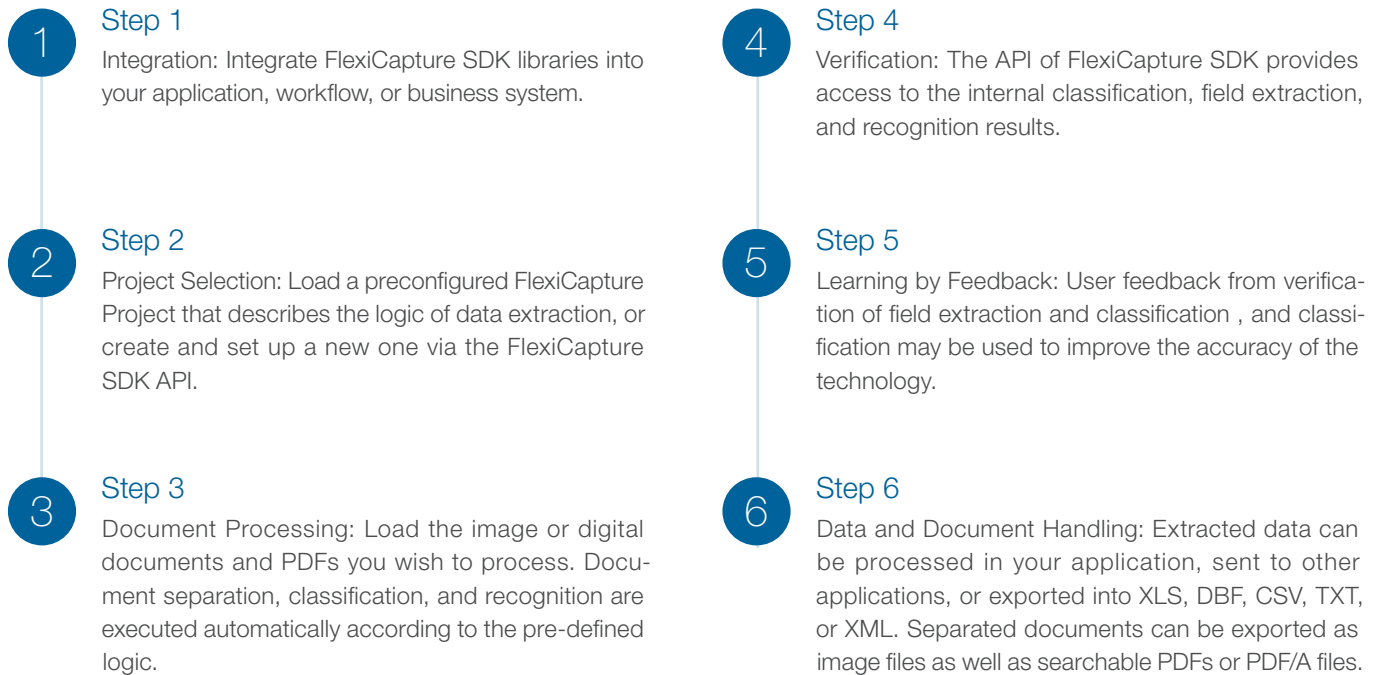 1
Step 1
Integration: Integrate FlexiCapture SDK libraries into
your application, workflow, or business system.
2
Step 2
Project Selection: Load a preconfigured FlexiCapture
Project that describes the logic of data extraction, or
create and set up a new one via the FlexiCapture
SDK API.
3
Step 3
Document Processing: Load the image or digital
documents and PDFs you wish to process. Docu-
ment separation, classification, and recognition are
executed automatically according to the pre-defined
logic.
4
Step 4
Verification: The API of FlexiCapture SDK provides
access to the internal classification, field extraction,
and recognition results.
5
Step 5
Learning by Feedback: User feedback from verifica-
tion of field extraction and classification , and classi-
fication may be used to improve the accuracy of the
technology.
6
Step 6
Data and Document Handling: Extracted data can
be processed in your application, sent to other
applications, or exported into XLS, DBF, CSV, TXT,
or XML. Separated documents can be exported as
image files as well as searchable PDFs or PDF/A files.